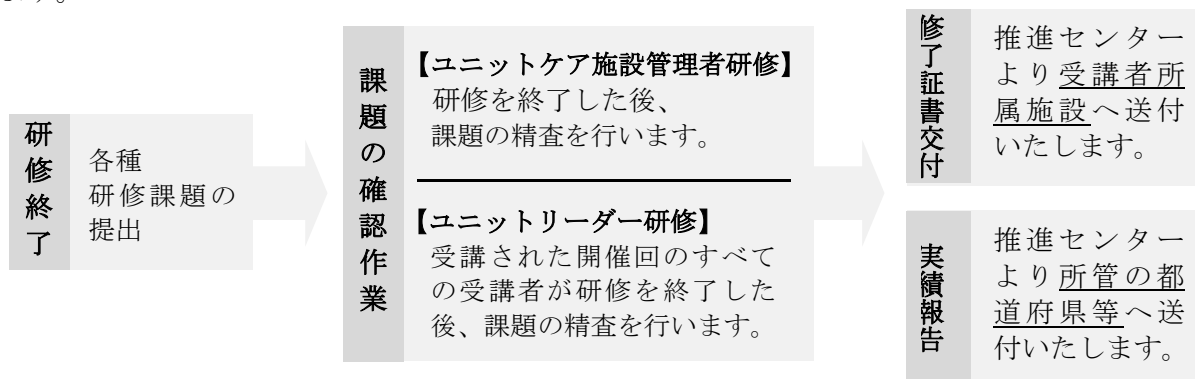 研修終了
各種
研修課題の
提出
課題の確認作業
【ユニットケア施設管理者研修】
研修を終了した後、
課題の精査を行います。
【ユニットリーダー研修】
受講された開催回のすべて
の受講者が研修を終了した
後、課題の精査を行います。
修了証書交付
推進センター
より受講者所
属施設へ送付
いたします。
実績報告
推進センター
より所管の都
道府県等へ送
付いたします。